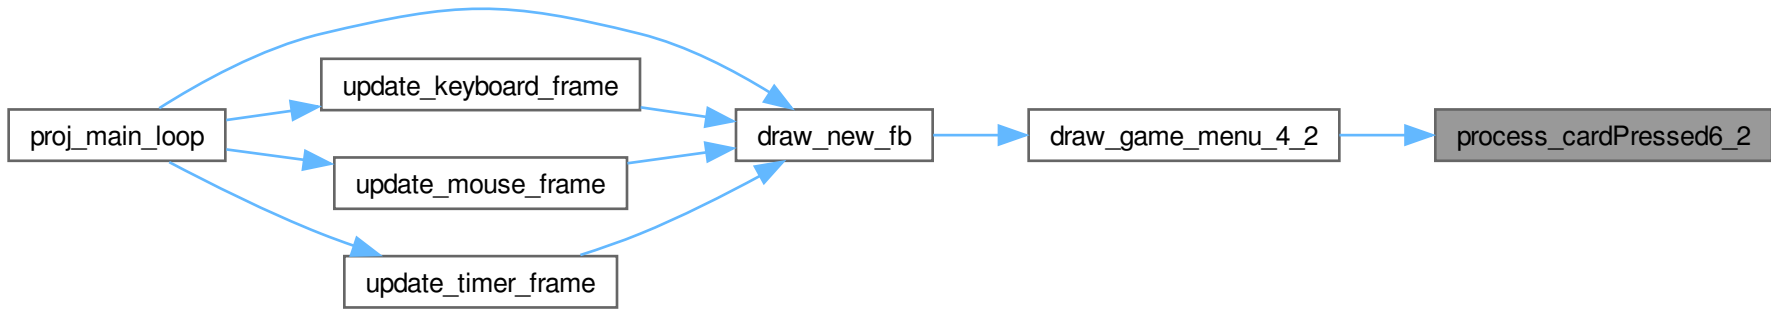 proj_main_loop
update_keyboard_frame
update_mouse_frame
update_timer_frame
draw_new_fb
draw_game_menu_4_2
process_cardPressed6_2